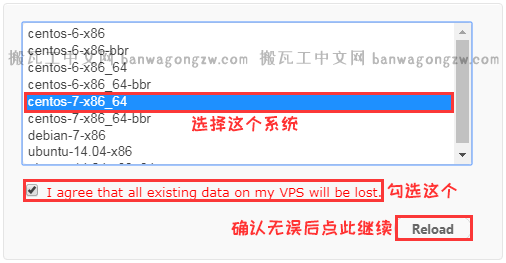 centos-6-x86
centos-6-x86-bbr
搬瓦工中文网 banwagongzw.com 搬瓦工中文网 banwagongzw.com
centos-6-x86_64
centos-6-x86_64-bbr
centos-7-x86_64
centos-7-x86_64-bbr
选择这个系统
debian-7-x86
ubuntu-14.04-x86
I agree that all existing data on my VPS will be lost. 勾选这个
确认无误后点此继续 Reload